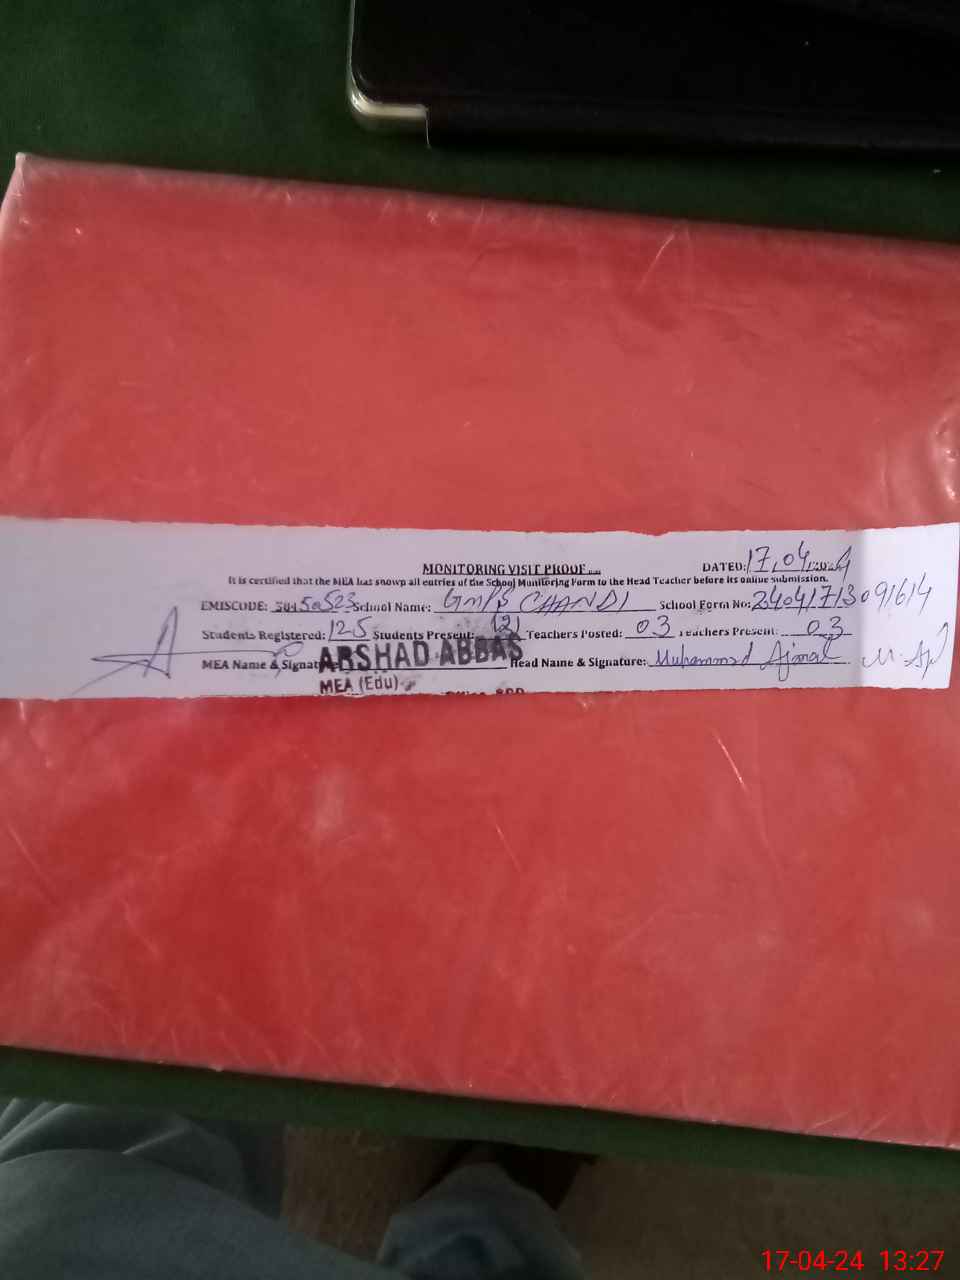 MONITORING VISIT PROOF
DATED: 17,04,2024
It is certified that the MEA has shown all entries of the School Monitoring Form to the Head Teacher before its online submission.
EMISCODE: School Name: GMPS CHANDI School Form No: 2404171309/6/4
Students Registered: 125 Students Present: 121 Teachers Posted: 03 Teachers Present: 03
MEA Name & Signature: ARSHAD ABBAS Head Name & Signature: Muhammad Ajmal
MEA (Edu)
17-04-24 13:27